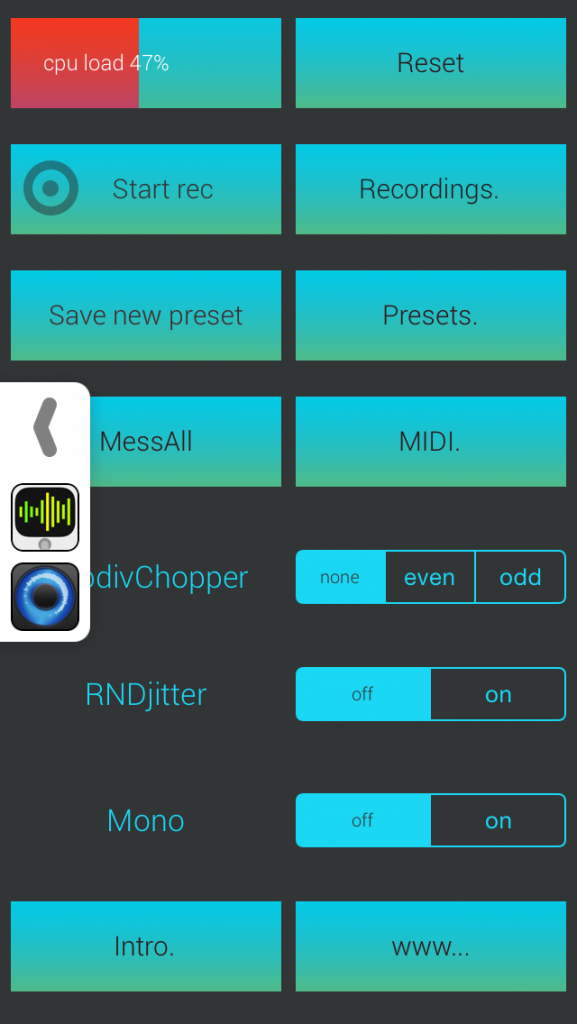 cpu load 47%
Reset
Start rec
Recordings.
Save new preset
Presets.
MessAll
MIDI.
none
even
odd
RNDjitter
off
on
Mono
off
on
Intro.
www...